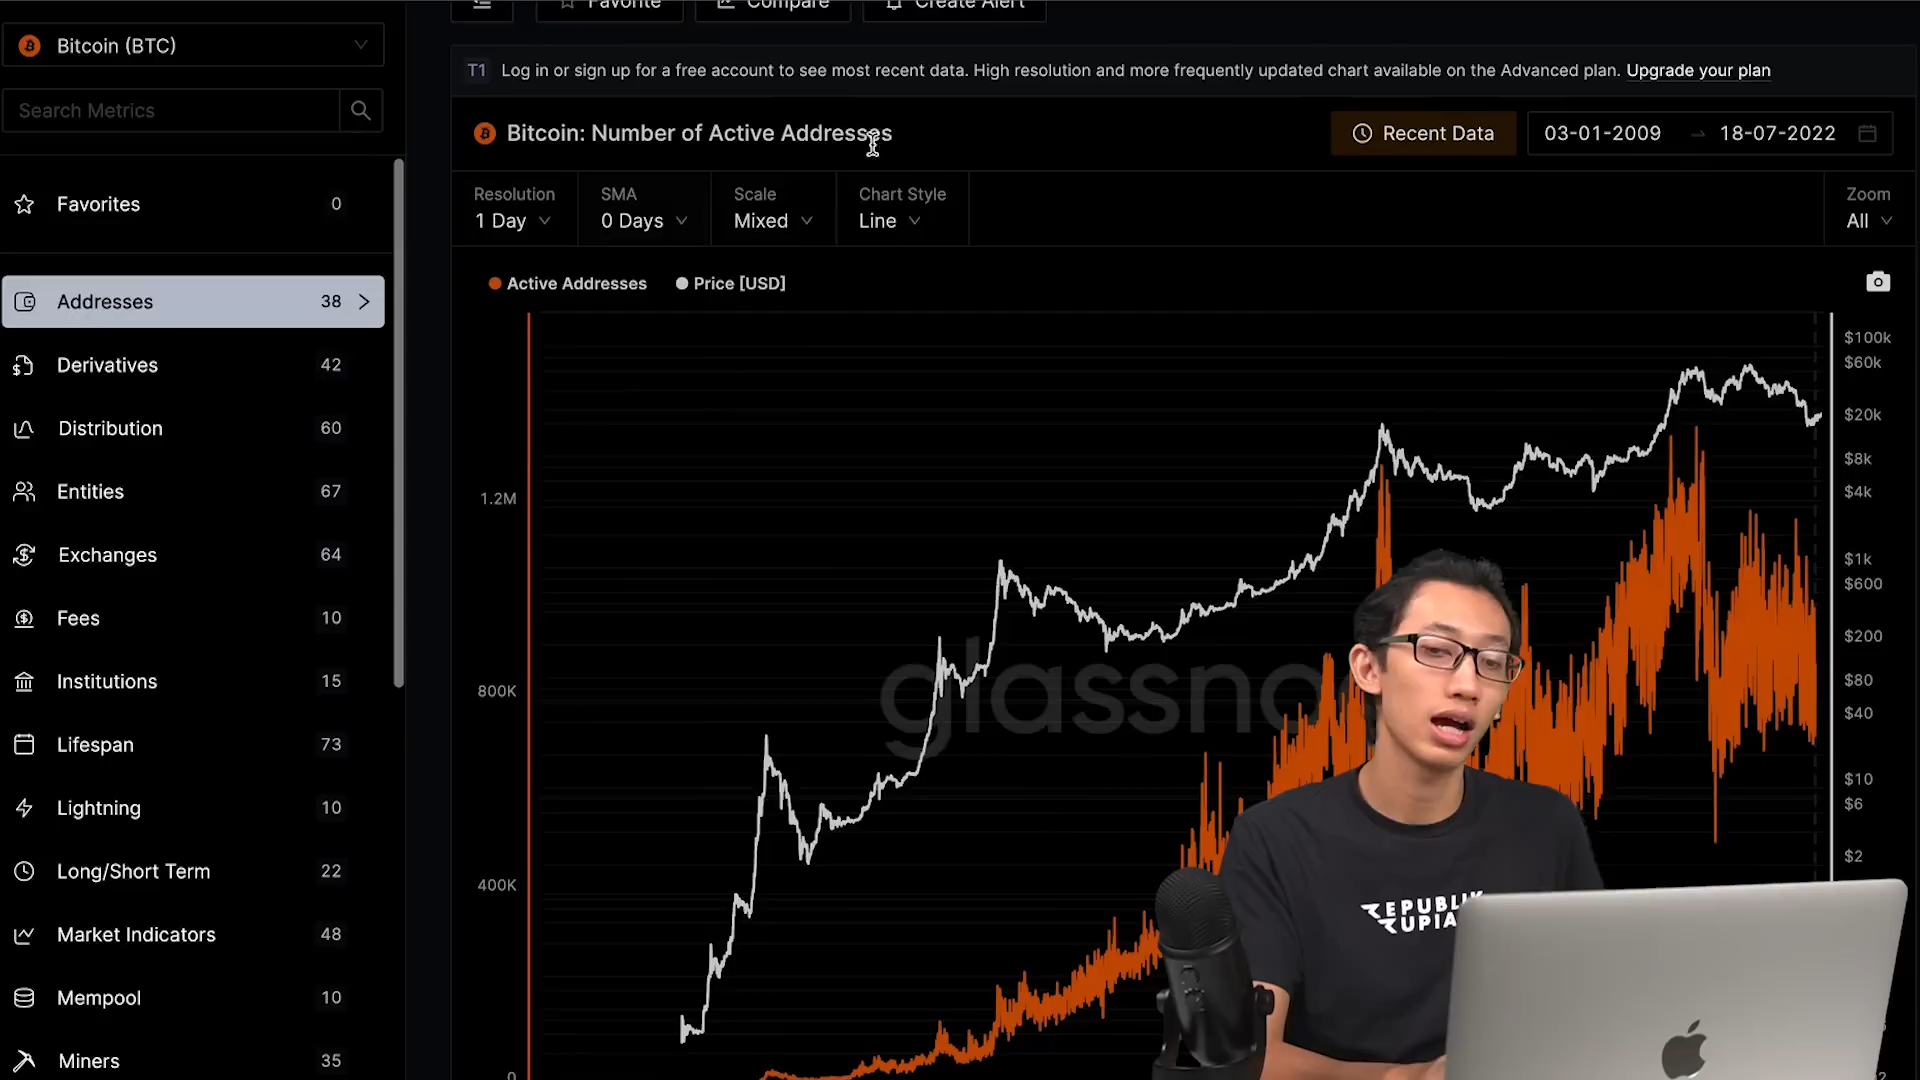 Favorite
Compare
Create Alert
Bitcoin (BTC)
Search Metrics
T1 Log in or sign up for a free account to see most recent data. High resolution and more frequently updated chart available on the Advanced plan. Upgrade your plan
Bitcoin: Number of Active Addresses
Recent Data
03-01-2009 → 18-07-2022
Resolution
1 Day
SMA
0 Days
Scale
Mixed
Chart Style
Line
Zoom
All
Favorites 0
Addresses 38
Derivatives 42
Distribution 60
Entities 67
Exchanges 64
Fees 10
Institutions 15
Lifespan 73
Lightning 10
Long/Short Term 22
Market Indicators 48
Mempool 10
Miners 35
Active Addresses
Price [USD]
1.2M
800K
400K
0
$100k
$60k
$20k
$8k
$4k
$1k
$600
$200
$80
$40
$10
$6
$2
glassno
REPUBLIK
RUPIA